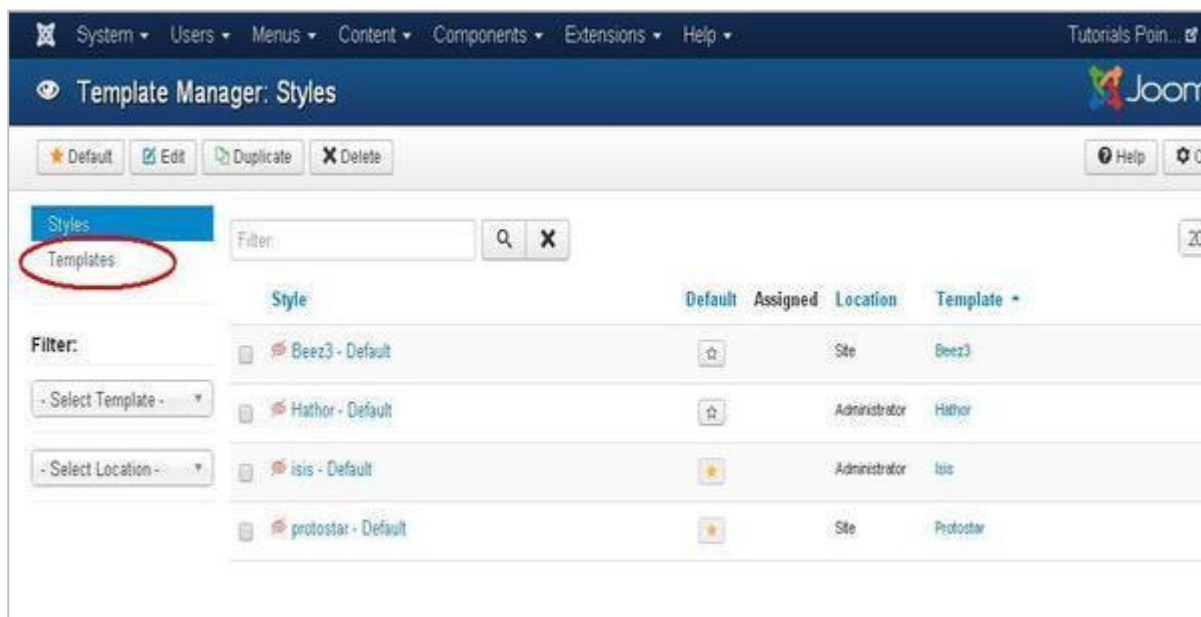 System Users Menus Content Components Extensions Help Tutorials Poin...
Template Manager: Styles Joom
Default Edit Duplicate Delete Help
Styles
Templates
Filter: 20
Style Default Assigned Location Template
Filter:
Beez3 - Default Site Beez3
- Select Template -
Hathor - Default Administrator Hathor
- Select Location -
isis - Default Administrator Isis
protostar - Default Site Protostar